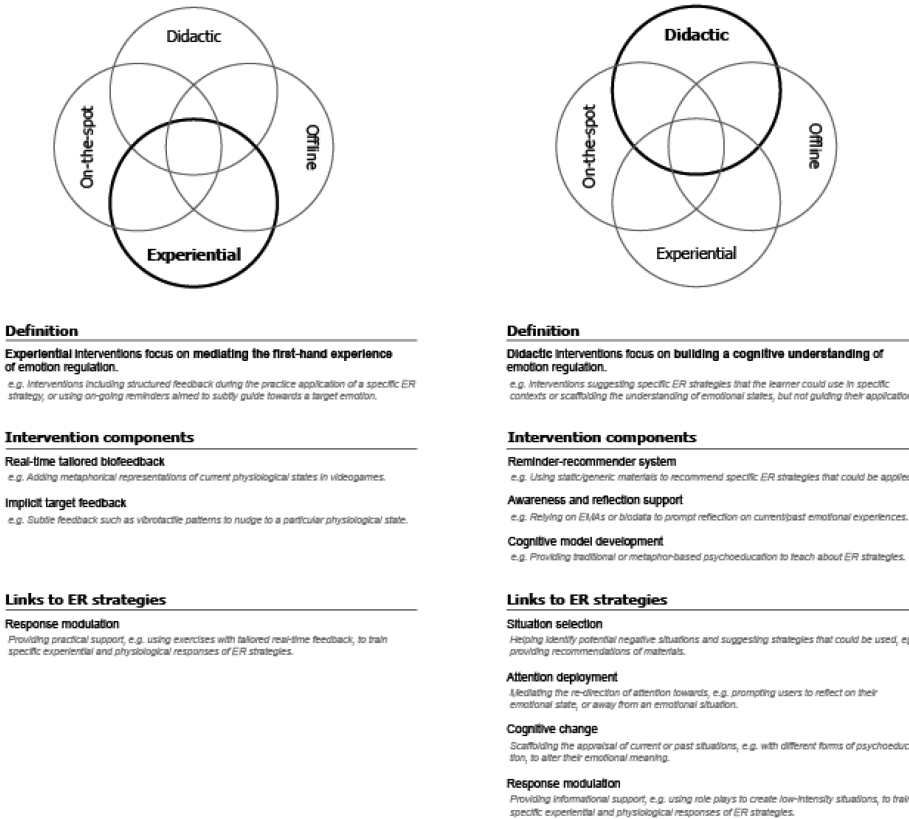 Didactic
On-the-spot
Offline
Experiential
Definition
Experiential interventions focus on mediating the first-hand experience
of emotion regulation.
e.g. Interventions including structured feedback during the practice application of a specific ER
strategy, or using on-going reminders aimed to subtly guide towards a target emotion.
Intervention components
Real-time tailored biofeedback
e.g. Adding metaphorical representations of current physiological states in videogames.
Implicit target feedback
e.g. Subtle feedback such as vibrotactile patterns to nudge to a particular physiological state.
Links to ER strategies
Response modulation
Providing practical support, e.g. using exercises with tailored real-time feedback, to train
specific experiential and physiological responses of ER strategies.
Didactic
On-the-spot
Offline
Experiential
Definition
Didactic interventions focus on building a cognitive understanding of
emotion regulation.
e.g. Interventions suggesting specific ER strategies that the learner could use in specific
contexts or scaffolding the understanding of emotional states, but not guiding their application
Intervention components
Reminder-recommender system
e.g. Using static/generic materials to recommend specific ER strategies that could be applied
Awareness and reflection support
e.g. Relying on EMAs or biodata to prompt reflection on current/past emotional experiences.
Cognitive model development
e.g. Providing traditional or metaphor-based psychoeducation to teach about ER strategies.
Links to ER strategies
Situation selection
Helping identify potential negative situations and suggesting strategies that could be used,
providing recommendations of materials.
Attention deployment
Mediating the re-direction of attention towards, e.g. prompting users to reflect on their
emotional state, or away from an emotional situation.
Cognitive change
Scaffolding the appraisal of current or past situations, e.g. with different forms of psychoeduc
tion, to alter their emotional meaning.
Response modulation
Providing informational support, e.g. using role plays to create low-intensity situations, to train
specific experiential and physiological responses of ER strategies.